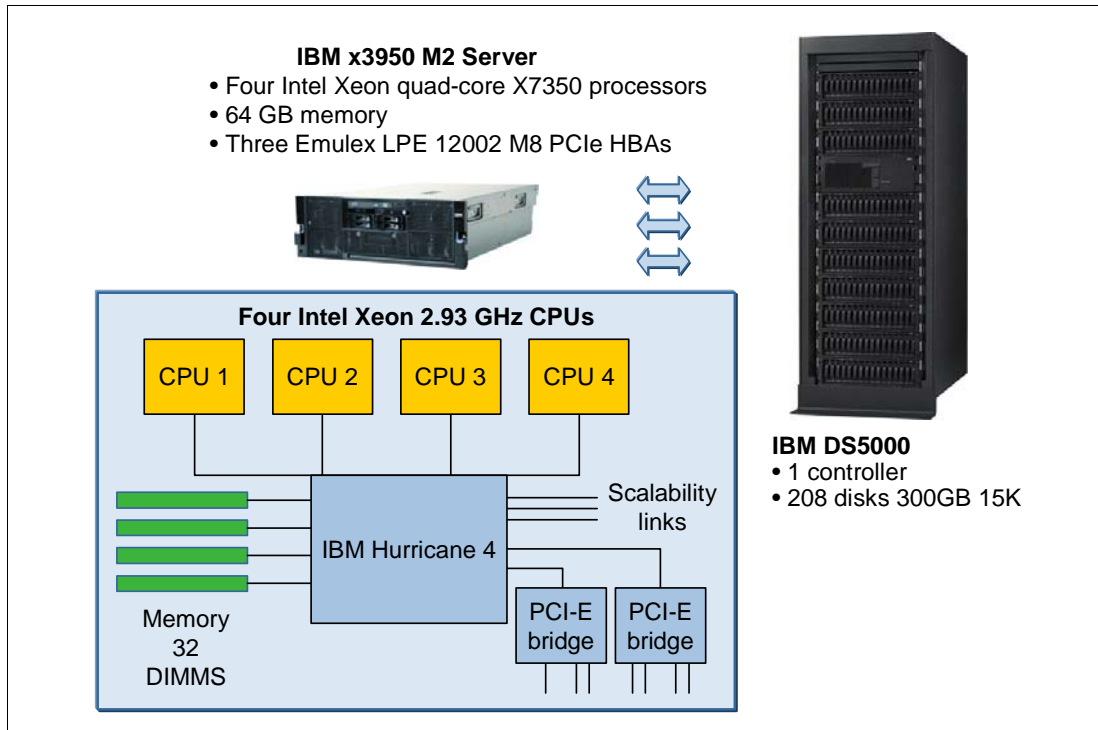 IBM x3950 M2 Server
• Four Intel Xeon quad-core X7350 processors
• 64 GB memory
• Three Emulex LPE 12002 M8 PCIe HBAs
Four Intel Xeon 2.93 GHz CPUs
CPU 1
CPU 2
CPU 3
CPU 4
IBM Hurricane 4
Scalability
links
PCI-E
bridge
PCI-E
bridge
Memory
32
DIMMS
IBM DS5000
• 1 controller
• 208 disks 300GB 15K